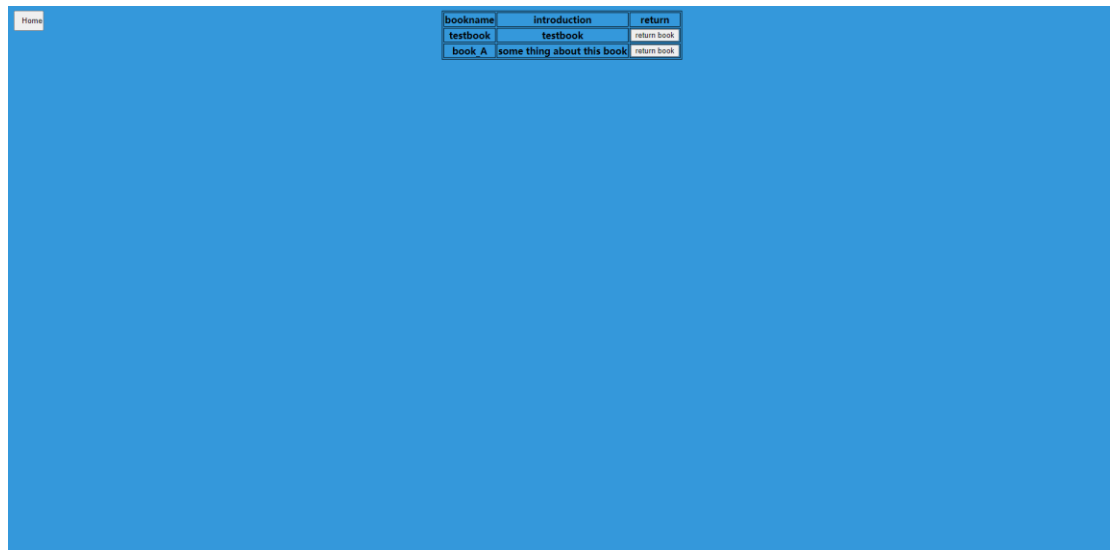 Home
bookname introduction return
testbook testbook return book
book_A some thing about this book return book